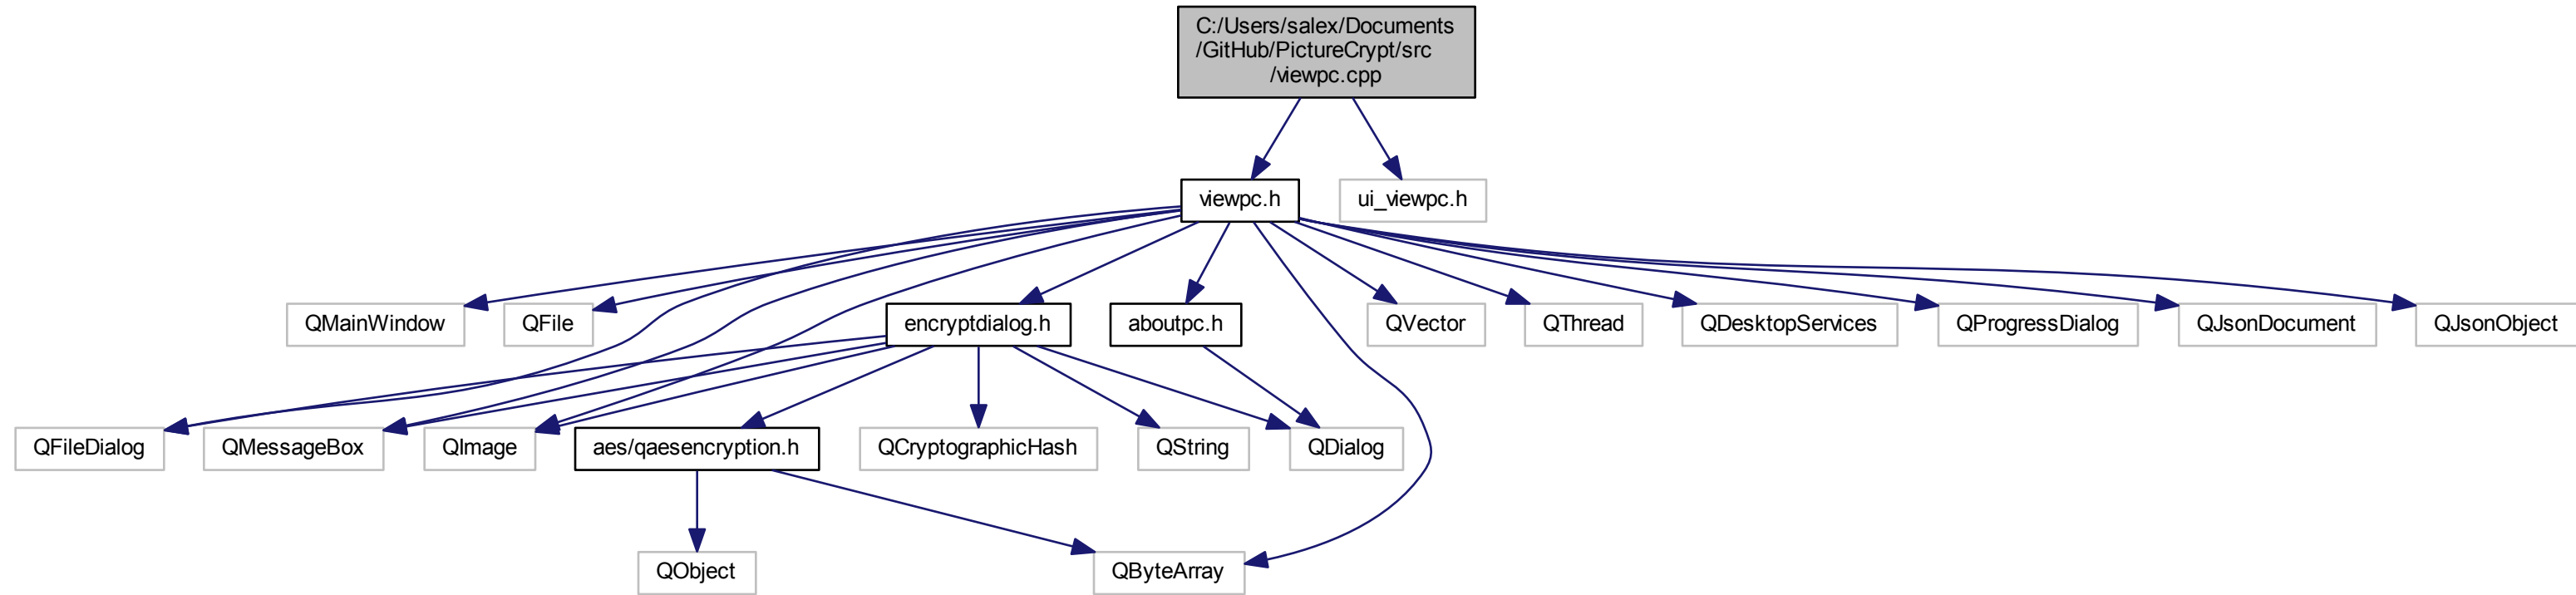 C:/Users/salex/Documents
/GitHub/PictureCrypt/src
/viewpc.cpp
viewpc.h
ui_viewpc.h
QMainWindow
QFile
encryptdialog.h
aboutpc.h
QVector
QThread
QDesktopServices
QProgressDialog
QJsonDocument
QJsonObject
QFileDialog
QMessageBox
QImage
aes/qaesencryption.h
QCryptographicHash
QString
QDialog
QObject
QByteArray